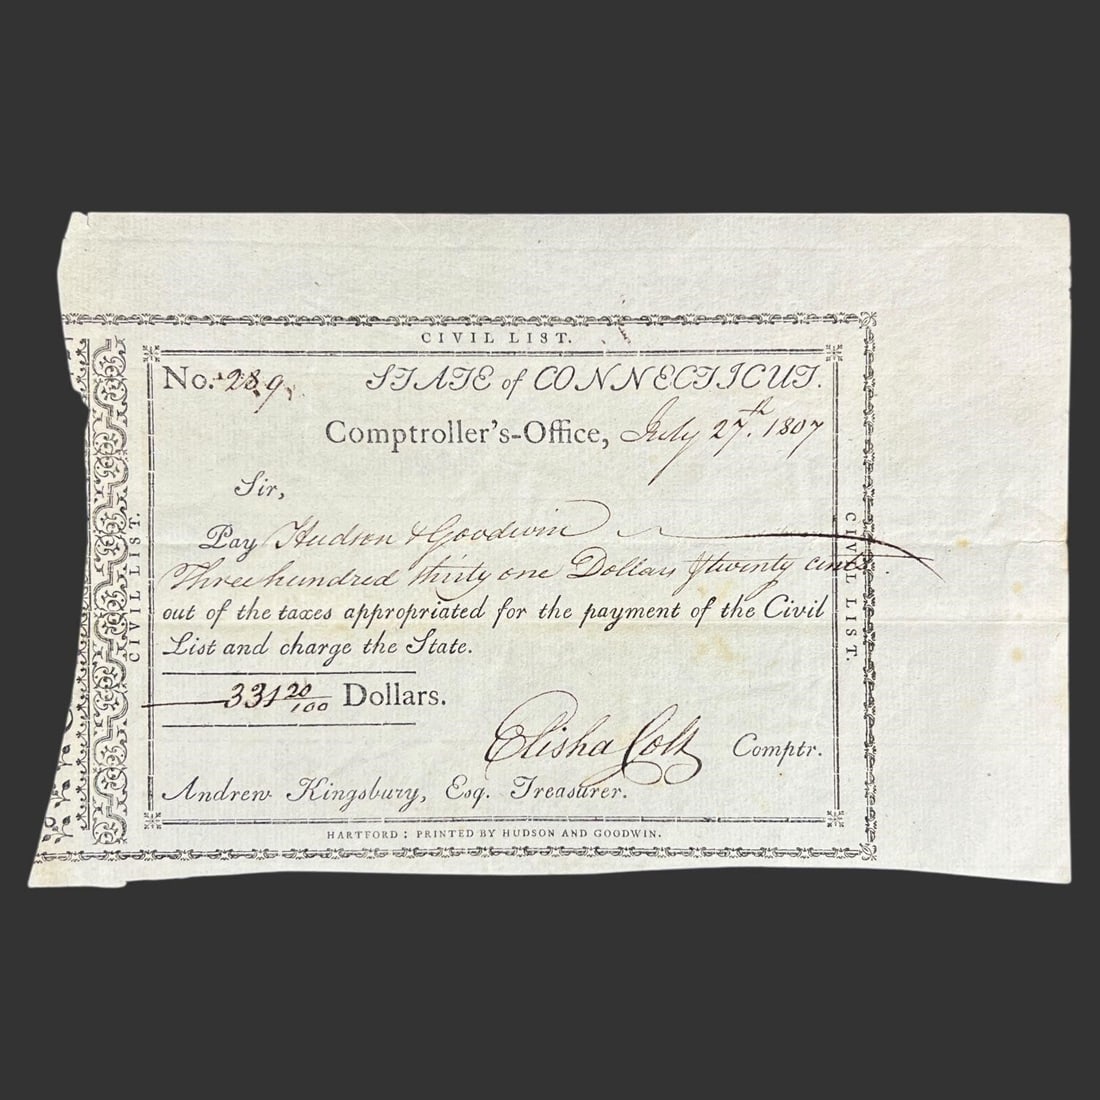 CIVIL LIST.
No. 289. STATE of CONNECTICUT.
Comptroller's-Office, July 27th. 1807
Sir,
Pay Hudson & Goodwin
Three hundred thirty one Dollars & twenty cents.
out of the taxes appropriated for the payment of the Civil
List and charge the State.
331 20/100 Dollars.
Elisha Colt Comptr.
Andrew Kingsbury, Esq. Treasurer.
HARTFORD: PRINTED BY HUDSON AND GOODWIN.
CIVIL LIST.
CIVIL LIST.